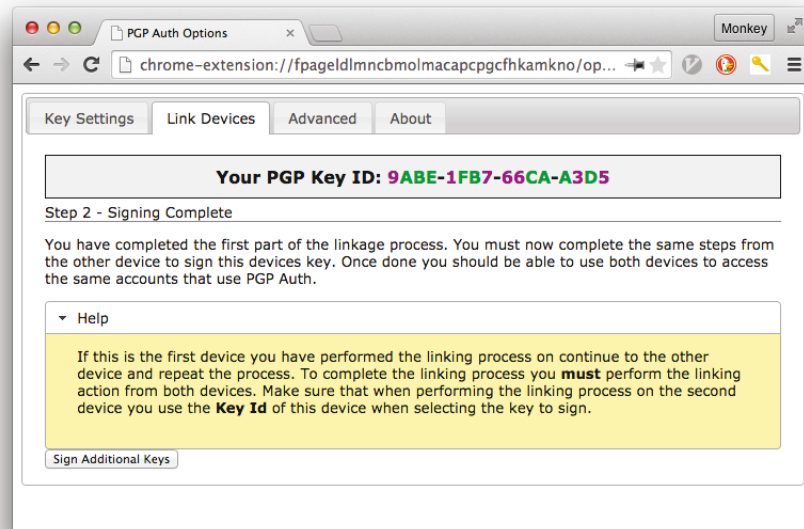 PGP Auth Options
Monkey
chrome-extension://fpageldlmncbmolmacapcpgcfhkamkno/op...
Key Settings
Link Devices
Advanced
About
Your PGP Key ID: 9ABE-1FB7-66CA-A3D5
Step 2 - Signing Complete
You have completed the first part of the linkage process. You must now complete the same steps from
the other device to sign this devices key. Once done you should be able to use both devices to access
the same accounts that use PGP Auth.
Help
If this is the first device you have performed the linking process on continue to the other
device and repeat the process. To complete the linking process you must perform the linking
action from both devices. Make sure that when performing the linking process on the second
device you use the Key Id of this device when selecting the key to sign.
Sign Additional Keys